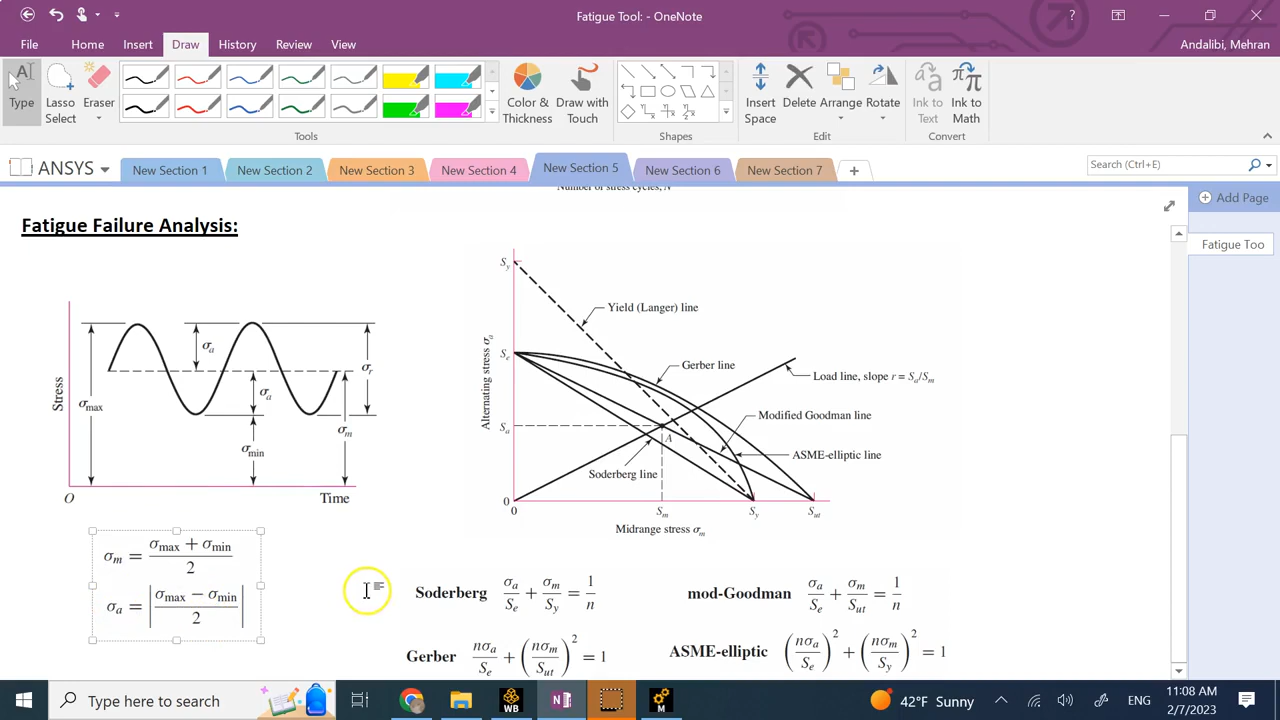 Fatigue Tool: - OneNote
File Home Insert Draw History Review View
Andalibi, Mehran
Type
Lasso Select
Eraser
Color & Thickness
Draw with Touch
Insert Space
Delete
Arrange
Rotate
Ink to Text
Ink to Math
Tools
Shapes
Edit
Convert
ANSYS
New Section 1
New Section 2
New Section 3
New Section 4
New Section 5
New Section 6
New Section 7
Search (Ctrl+E)
Add Page
Fatigue Too
Number of stress cycles, N
Fatigue Failure Analysis:
Stress
σmax
σa
σa
σr
σmin
σm
O
Time
Sy
Yield (Langer) line
Se
Gerber line
Load line, slope r = Sa/Sm
Alternating stress σa
Modified Goodman line
Sa
A
ASME-elliptic line
Soderberg line
0
0
Sm
Sy
Sut
Midrange stress σm
σm = (σmax + σmin)/2
σa = |(σmax − σmin)/2|
Soderberg σa/Se + σm/Sy = 1/n
mod-Goodman σa/Se + σm/Sut = 1/n
Gerber nσa/Se + (nσm/Sut)² = 1
ASME-elliptic (nσa/Se)² + (nσm/Sy)² = 1
Type here to search
WB
N
M
42°F Sunny
ENG
11:08 AM
2/7/2023